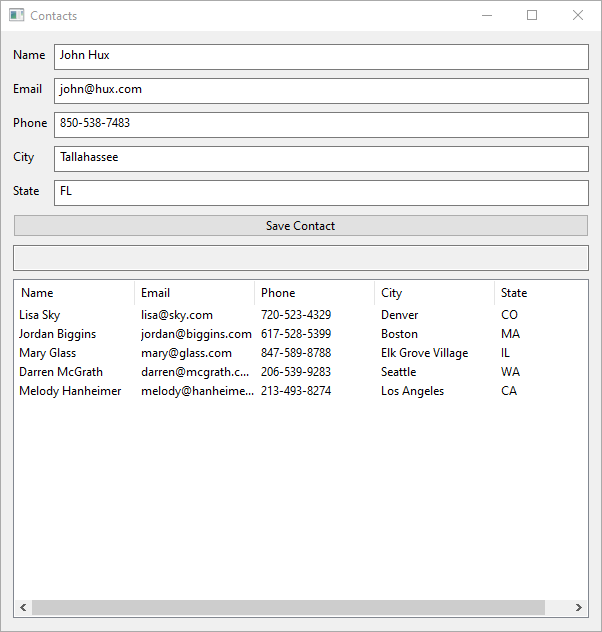 Contacts
Name John Hux
Email john@hux.com
Phone 850-538-7483
City Tallahassee
State FL
Save Contact
Name Email Phone City State
Lisa Sky lisa@sky.com 720-523-4329 Denver CO
Jordan Biggins jordan@biggins.com 617-528-5399 Boston MA
Mary Glass mary@glass.com 847-589-8788 Elk Grove Village IL
Darren McGrath darren@mcgrath.c... 206-539-9283 Seattle WA
Melody Hanheimer melody@hanheime... 213-493-8274 Los Angeles CA